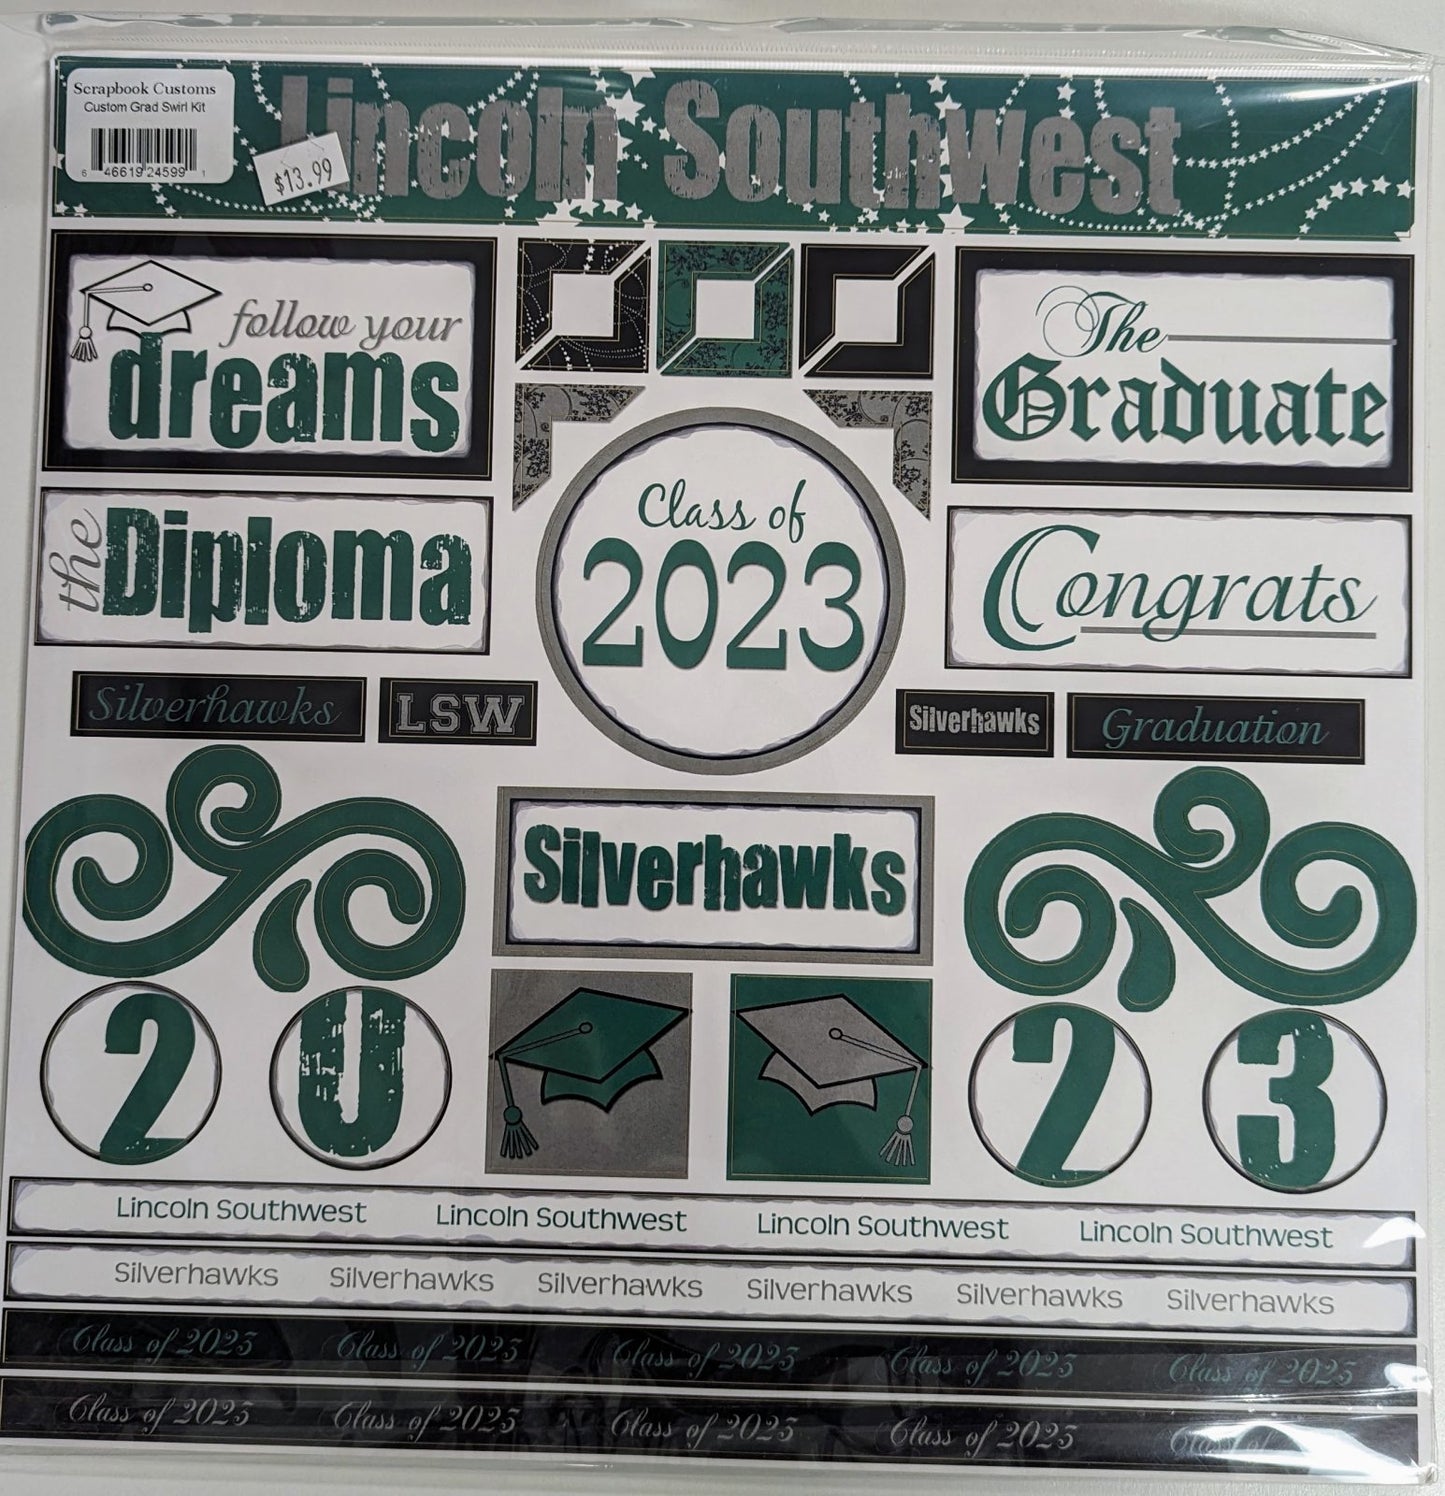 Scrapbook Customs
Custom Grad Swirl Kit
6 46619 24599 1
$13.99
Lincoln Southwest
follow your
dreams
The
Graduate
Class of
2023
the Diploma
Congrats
Silverhawks
LSW
Silverhawks
Graduation
Silverhawks
2 0 2 3
Lincoln Southwest Lincoln Southwest Lincoln Southwest Lincoln Southwest
Silverhawks Silverhawks Silverhawks Silverhawks Silverhawks Silverhawks
Class of 2023 Class of 2023 Class of 2023 Class of 2023 Class of 2023
Class of 2023 Class of 2023 Class of 2023 Class of 2023 Class of